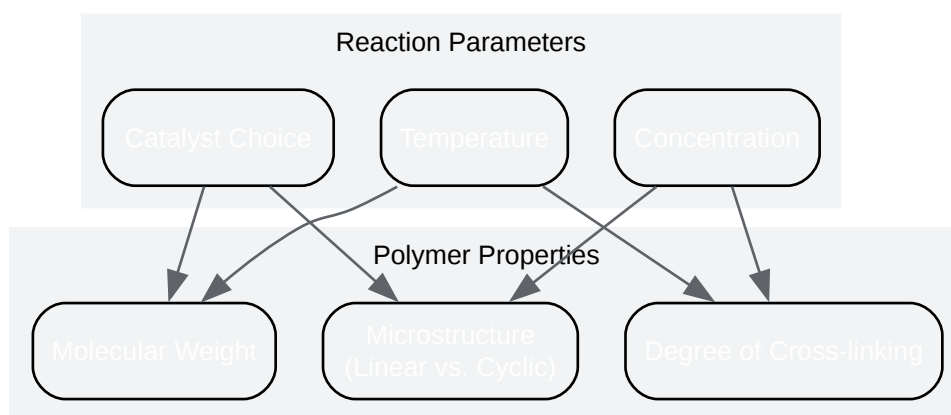 Reaction Parameters
Catalyst Choice
Temperature
Concentration
Polymer Properties
Molecular Weight
Microstructure
(Linear vs. Cyclic)
Degree of Cross-linking